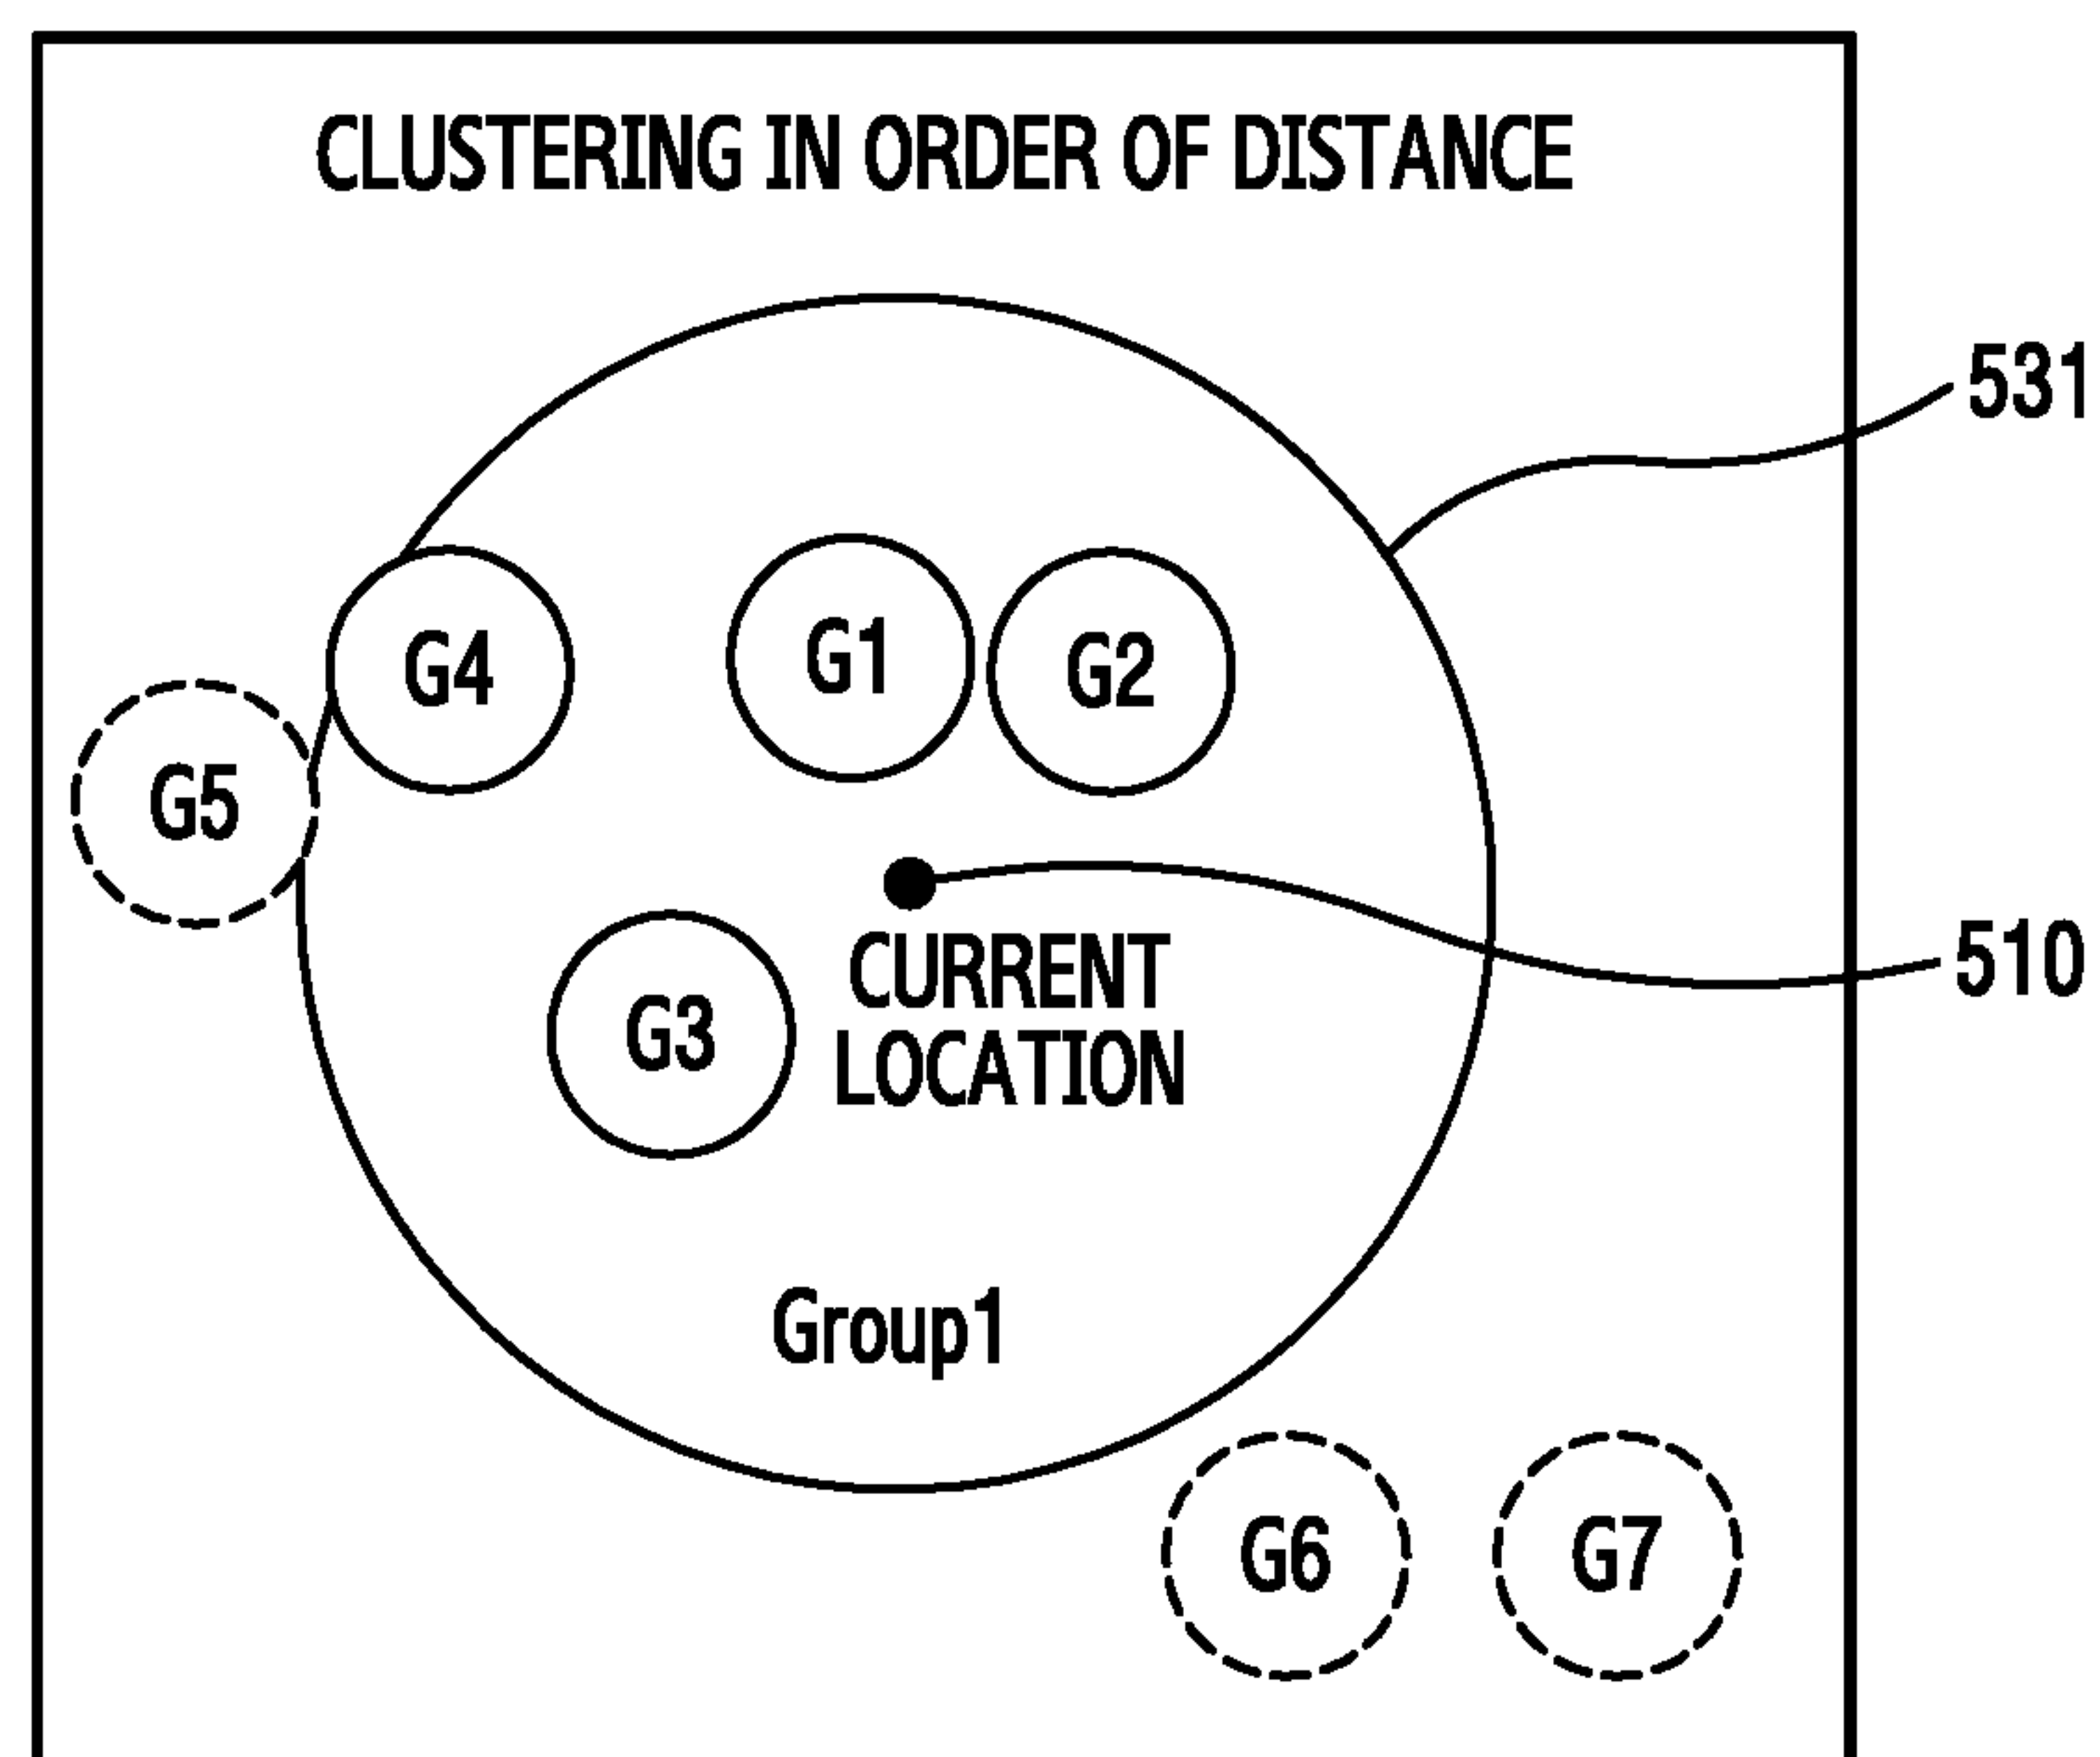 CLUSTERING IN ORDER OF DISTANCE
531
G4
G1
G2
G5
510
CURRENT
LOCATION
G3
Group1
G6
G7